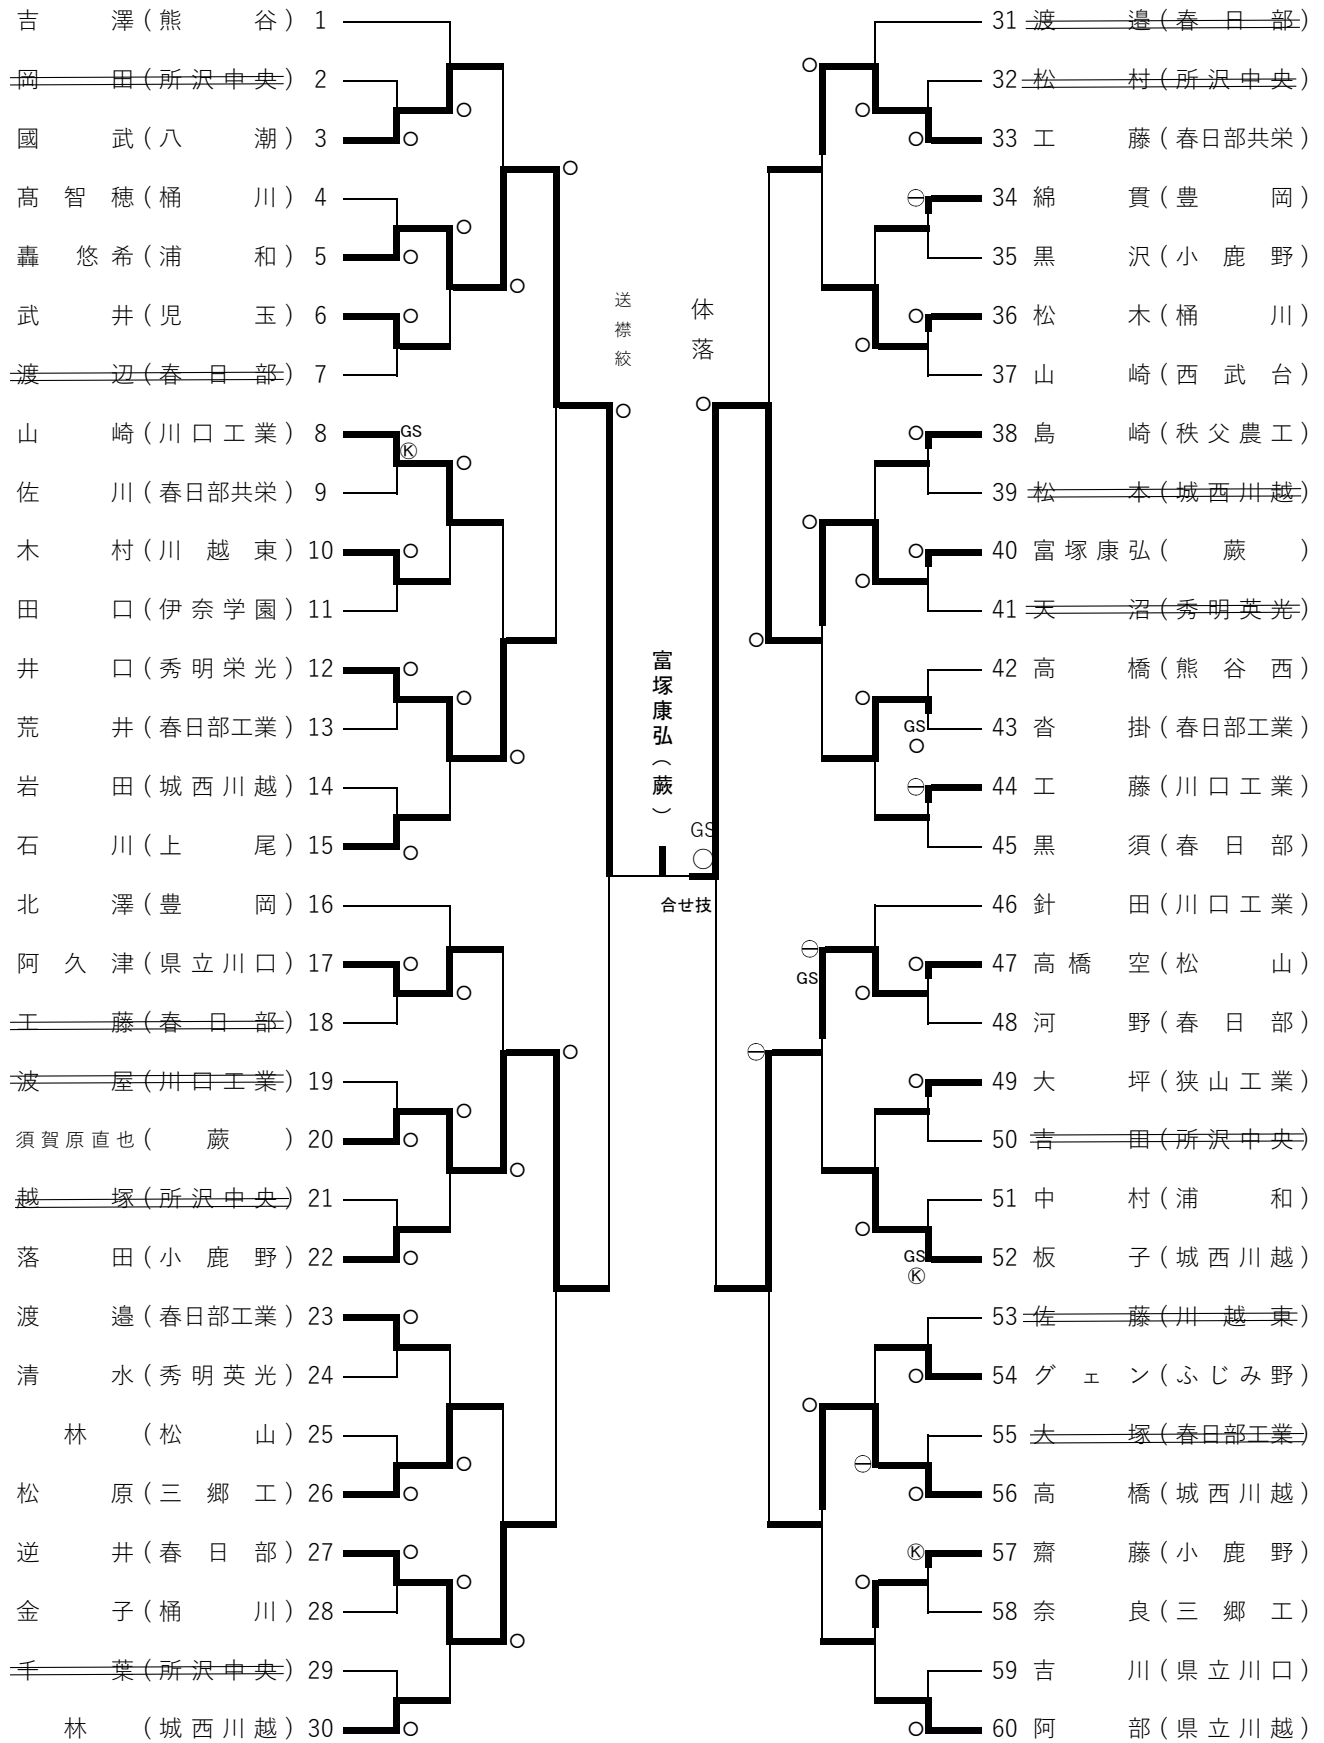 吉澤(熊谷) 1
岡田(所沢中央) 2
國武(八潮) 3
髙智穂(桶川) 4
轟悠希(浦和) 5
武井(児玉) 6
渡辺(春日部) 7
山崎(川口工業) 8
GS
Ⓚ
佐川(春日部共栄) 9
木村(川越東) 10
田口(伊奈学園) 11
井口(秀明栄光) 12
荒井(春日部工業) 13
岩田(城西川越) 14
石川(上尾) 15
北澤(豊岡) 16
阿久津(県立川口) 17
工藤(春日部) 18
波屋(川口工業) 19
須賀原直也(蕨) 20
越塚(所沢中央) 21
落田(小鹿野) 22
渡邉(春日部工業) 23
清水(秀明英光) 24
林(松山) 25
松原(三郷工) 26
逆井(春日部) 27
金子(桶川) 28
千葉(所沢中央) 29
林(城西川越) 30
送襟絞
体落
富塚康弘(蕨)
GS
合せ技
31 渡邉(春日部)
32 松村(所沢中央)
33 工藤(春日部共栄)
34 綿貫(豊岡)
35 黒沢(小鹿野)
36 松木(桶川)
37 山崎(西武台)
38 島崎(秩父農工)
39 松本(城西川越)
40 富塚康弘(蕨)
41 天沼(秀明英光)
42 高橋(熊谷西)
43 沓掛(春日部工業)
GS
44 工藤(川口工業)
45 黒須(春日部)
46 針田(川口工業)
47 高橋空(松山)
GS
48 河野(春日部)
49 大坪(狭山工業)
50 吉田(所沢中央)
51 中村(浦和)
52 板子(城西川越)
GS
Ⓚ
53 佐藤(川越東)
54 グェン(ふじみ野)
55 大塚(春日部工業)
56 高橋(城西川越)
Ⓚ
57 齋藤(小鹿野)
58 奈良(三郷工)
59 吉川(県立川口)
60 阿部(県立川越)